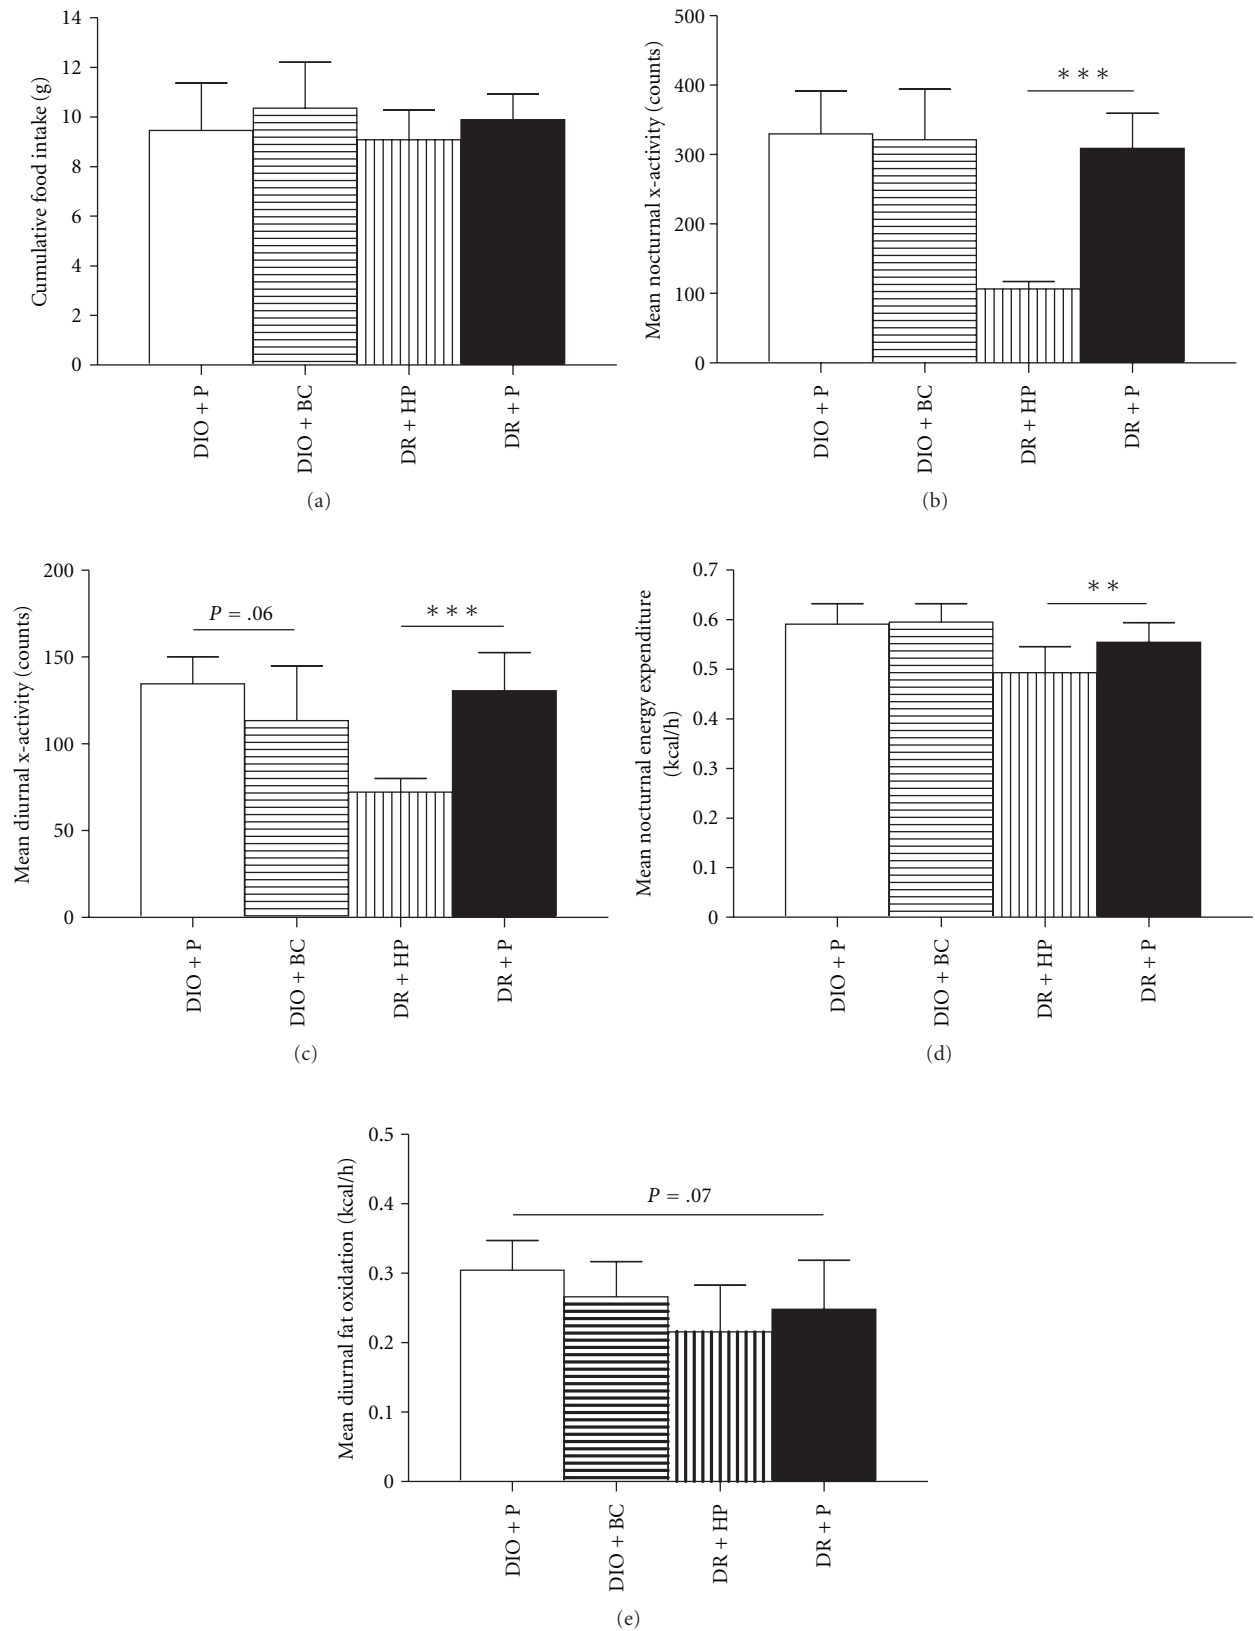 14
12
10
8
6
4
2
0
Cumulative food intake (g)
DIO + P
DIO + BC
DR + HP
DR + P
(a)
500
400
300
200
100
0
Mean nocturnal x-activity (counts)
∗∗∗
DIO + P
DIO + BC
DR + HP
DR + P
(b)
200
150
100
50
0
Mean diurnal x-activity (counts)
P = .06
∗∗∗
DIO + P
DIO + BC
DR + HP
DR + P
(c)
0.7
0.6
0.5
0.4
0.3
0.2
0.1
0
Mean nocturnal energy expenditure
(kcal/h)
∗∗
DIO + P
DIO + BC
DR + HP
DR + P
(d)
0.5
0.4
0.3
0.2
0.1
0
Mean diurnal fat oxidation (kcal/h)
P = .07
DIO + P
DIO + BC
DR + HP
DR + P
(e)